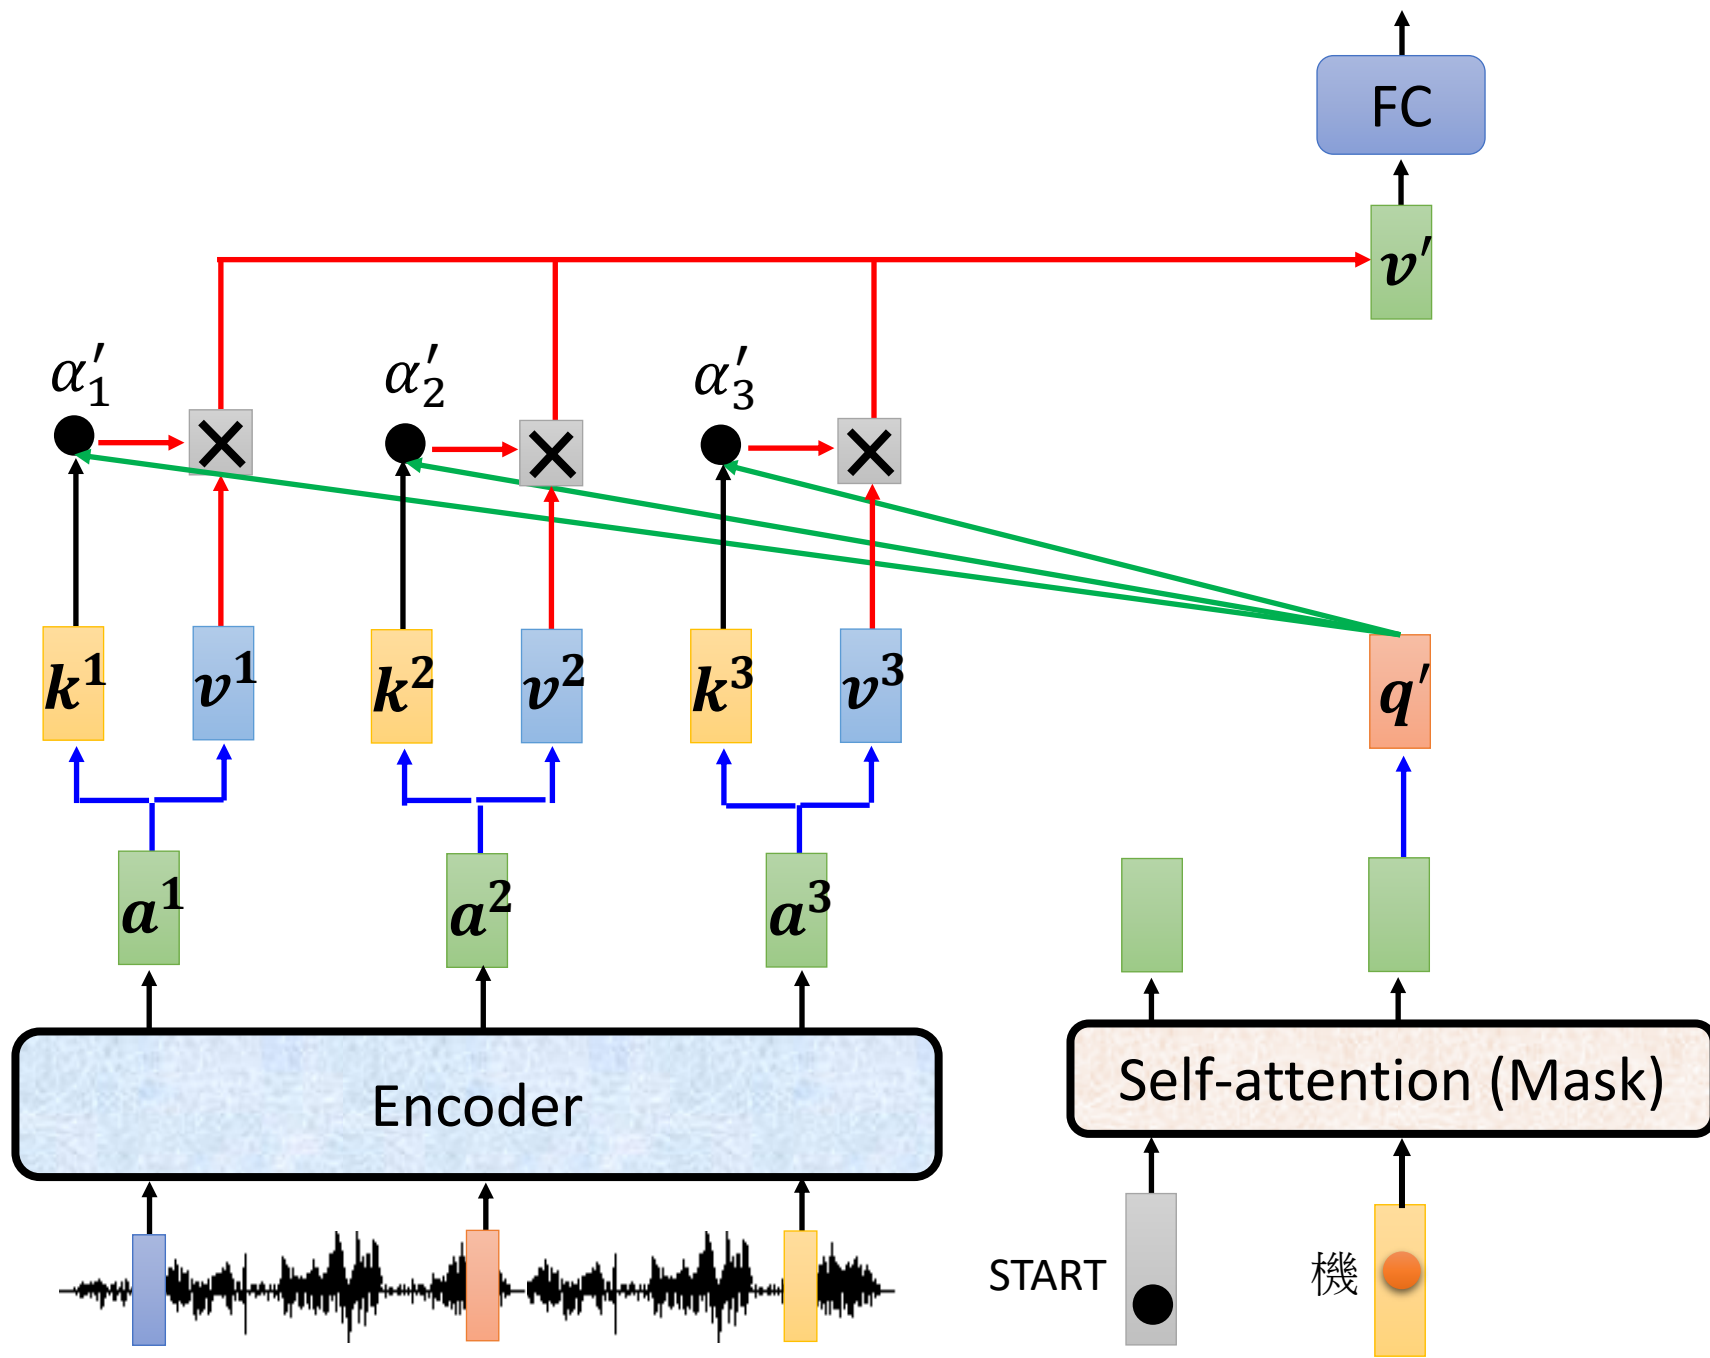 FC
v′
α′₁ α′₂ α′₃
k¹ v¹ k² v² k³ v³ q′
a¹ a² a³
Encoder
Self-attention (Mask)
START 機